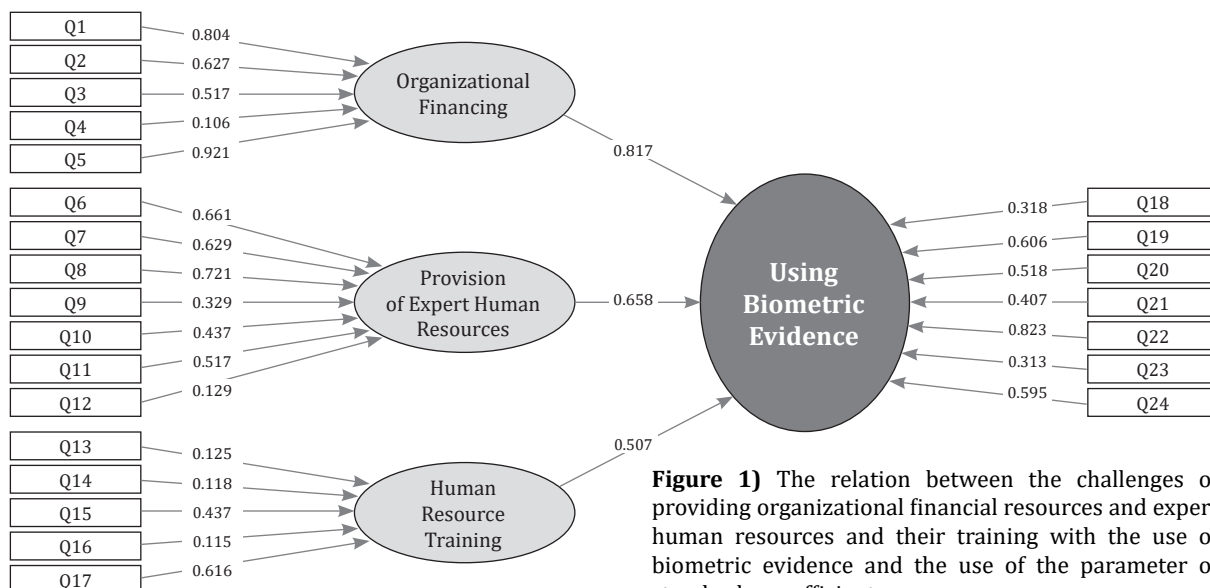 Q1
Q2
Q3
Q4
Q5
0.804
0.627
0.517
0.106
0.921
Organizational
Financing
Q6
Q7
Q8
Q9
Q10
Q11
Q12
0.661
0.629
0.721
0.329
0.437
0.517
0.129
Provision
of Expert Human
Resources
Q13
Q14
Q15
Q16
Q17
0.125
0.118
0.437
0.115
0.616
Human
Resource
Training
0.817
0.658
0.507
Using
Biometric
Evidence
0.318
0.606
0.518
0.407
0.823
0.313
0.595
Q18
Q19
Q20
Q21
Q22
Q23
Q24
Figure 1) The relation between the challenges o
providing organizational financial resources and exper
human resources and their training with the use o
biometric evidence and the use of the parameter o